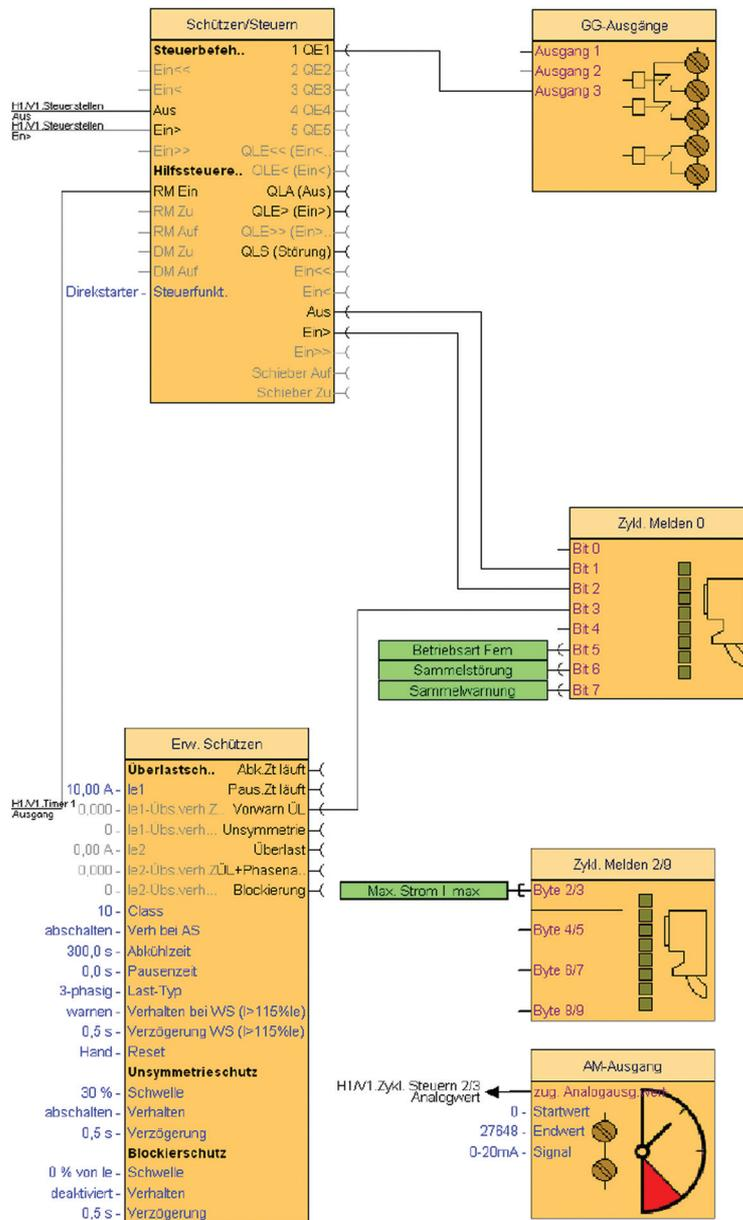 Schützen/Steuern
Steuerbefeh.. 1 QE1
Ein<< 2 QE2
Ein< 3 QE3
H1.V1.Steuerstellen
Aus
Aus 4 QE4
H1.V1.Steuerstellen
Ein>
Ein> 5 QE5
Ein>> QLE<< (Ein<..
Hilfssteuere.. QLE< (Ein<)
RM Ein QLA (Aus)
RM Zu QLE> (Ein>)
RM Auf QLE>> (Ein>..
DM Zu QLS (Störung)
DM Auf Ein<<
Direkstarter - Steuerfunkt. Ein<
Aus
Ein>
Ein>>
Schieber Auf
Schieber Zu
GG-Ausgänge
Ausgang 1
Ausgang 2
Ausgang 3
Zykl. Melden 0
Bit 0
Bit 1
Bit 2
Bit 3
Bit 4
Betriebsart Fern Bit 5
Sammelstörung Bit 6
Sammelwarnung Bit 7
Erw. Schützen
Überlastsch.. Abk.Zt läuft
10,00 A - Ie1 Paus.Zt läuft
H1.V1.Timer 1
Ausgang
0,000 - Ie1-Übs.verh.Z.. Vorwarn ÜL
0 - Ie1-Übs.verh... Unsymmetrie
0,00 A - Ie2 Überlast
0,000 - Ie2-Übs.verh.Z ÜL+Phasena..
0 - Ie2-Übs.verh... Blockierung
10 - Class
abschalten - Verh bei AS
300,0 s - Abkühlzeit
0,0 s - Pausenzeit
3-phasig - Last-Typ
warnen - Verhalten bei WS (I>115%Ie)
0,5 s - Verzögerung WS (I>115%Ie)
Hand - Reset
Unsymmetrieschutz
30 % - Schwelle
abschalten - Verhalten
0,5 s - Verzögerung
Blockierschutz
0 % von Ie - Schwelle
deaktiviert - Verhalten
0,5 s - Verzögerung
Zykl. Melden 2/9
Max. Strom I_max Byte 2/3
Byte 4/5
Byte 6/7
Byte 8/9
AM-Ausgang
H1.V1.Zykl. Steuern 2/3
Analogwert
zug. Analogausg.wert
0 - Startwert
27648 - Endwert
0-20mA - Signal